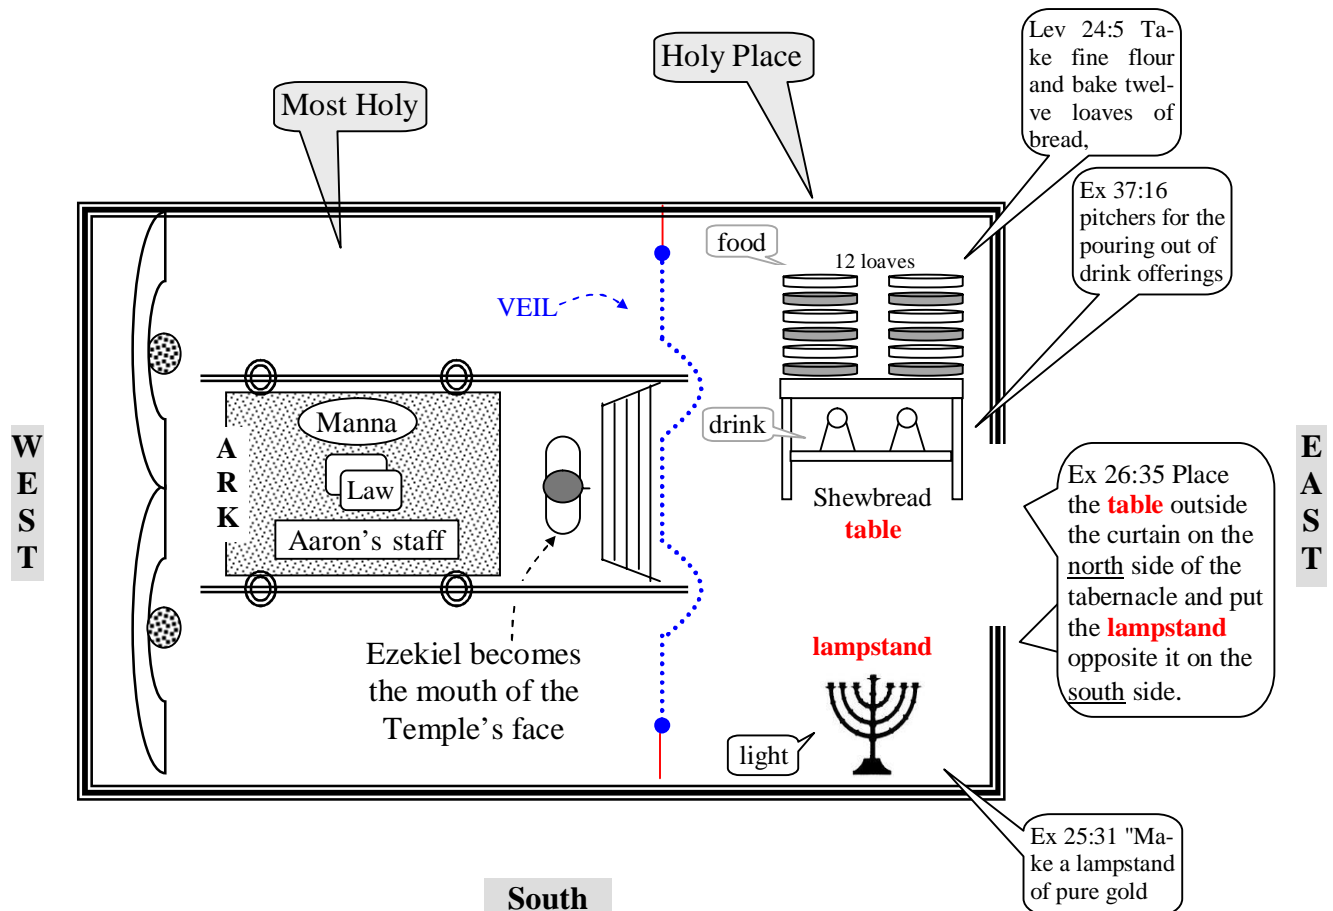 Lev 24:5 Ta-
ke fine flour
and bake twel-
ve loaves of
bread,
Holy Place
Most Holy
Ex 37:16
pitchers for the
pouring out of
drink offerings
food
12 loaves
VEIL
drink
Manna
Law
Aaron's staff
A
R
K
W
E
S
T
E
A
S
T
Shewbread
table
Ex 26:35 Place
the table outside
the curtain on the
north side of the
tabernacle and put
the lampstand
opposite it on the
south side.
lampstand
Ezekiel becomes
the mouth of the
Temple's face
light
Ex 25:31 "Ma-
ke a lampstand
of pure gold
South